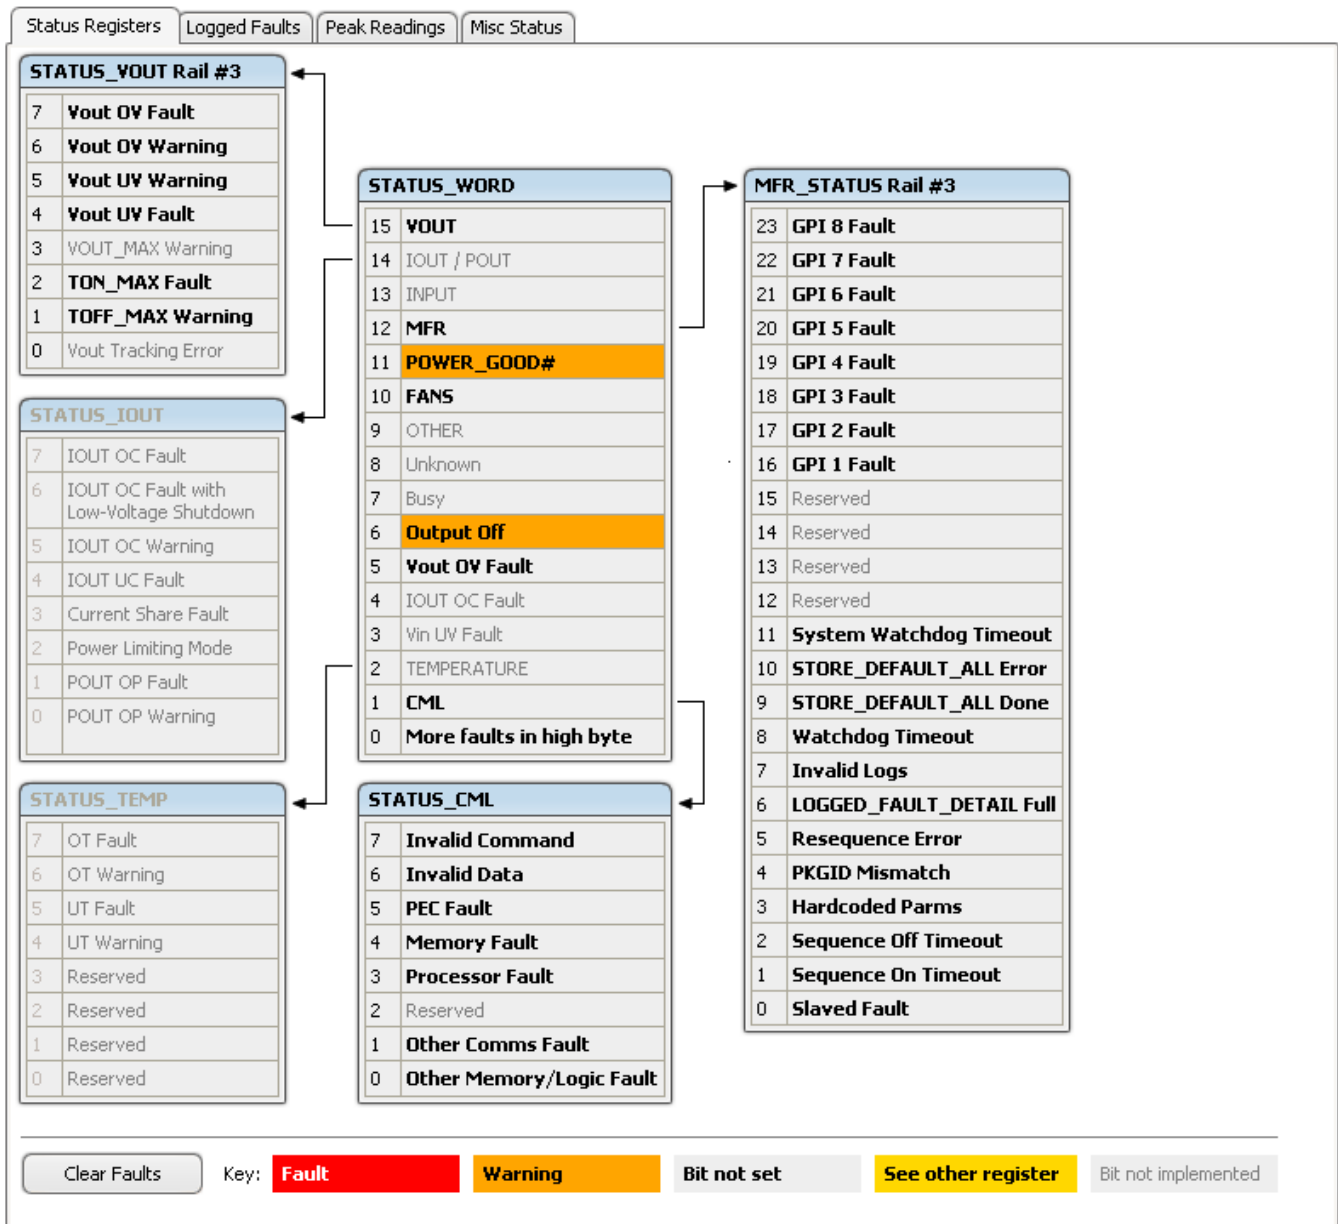 Status Registers Logged Faults Peak Readings Misc Status
STATUS_VOUT Rail #3
7 Vout OV Fault
6 Vout OV Warning
5 Vout UV Warning
4 Vout UV Fault
3 VOUT_MAX Warning
2 TON_MAX Fault
1 TOFF_MAX Warning
0 Vout Tracking Error
STATUS_IOUT
7 IOUT OC Fault
6 IOUT OC Fault with
Low-Voltage Shutdown
5 IOUT OC Warning
4 IOUT UC Fault
3 Current Share Fault
2 Power Limiting Mode
1 POUT OP Fault
0 POUT OP Warning
STATUS_TEMP
7 OT Fault
6 OT Warning
5 UT Fault
4 UT Warning
3 Reserved
2 Reserved
1 Reserved
0 Reserved
STATUS_WORD
15 VOUT
14 IOUT / POUT
13 INPUT
12 MFR
11 POWER_GOOD#
10 FANS
9 OTHER
8 Unknown
7 Busy
6 Output Off
5 Vout OV Fault
4 IOUT OC Fault
3 Vin UV Fault
2 TEMPERATURE
1 CML
0 More faults in high byte
STATUS_CML
7 Invalid Command
6 Invalid Data
5 PEC Fault
4 Memory Fault
3 Processor Fault
2 Reserved
1 Other Comms Fault
0 Other Memory/Logic Fault
MFR_STATUS Rail #3
23 GPI 8 Fault
22 GPI 7 Fault
21 GPI 6 Fault
20 GPI 5 Fault
19 GPI 4 Fault
18 GPI 3 Fault
17 GPI 2 Fault
16 GPI 1 Fault
15 Reserved
14 Reserved
13 Reserved
12 Reserved
11 System Watchdog Timeout
10 STORE_DEFAULT_ALL Error
9 STORE_DEFAULT_ALL Done
8 Watchdog Timeout
7 Invalid Logs
6 LOGGED_FAULT_DETAIL Full
5 Resequence Error
4 PKGID Mismatch
3 Hardcoded Parms
2 Sequence Off Timeout
1 Sequence On Timeout
0 Slaved Fault
Clear Faults Key: Fault Warning Bit not set See other register Bit not implemented